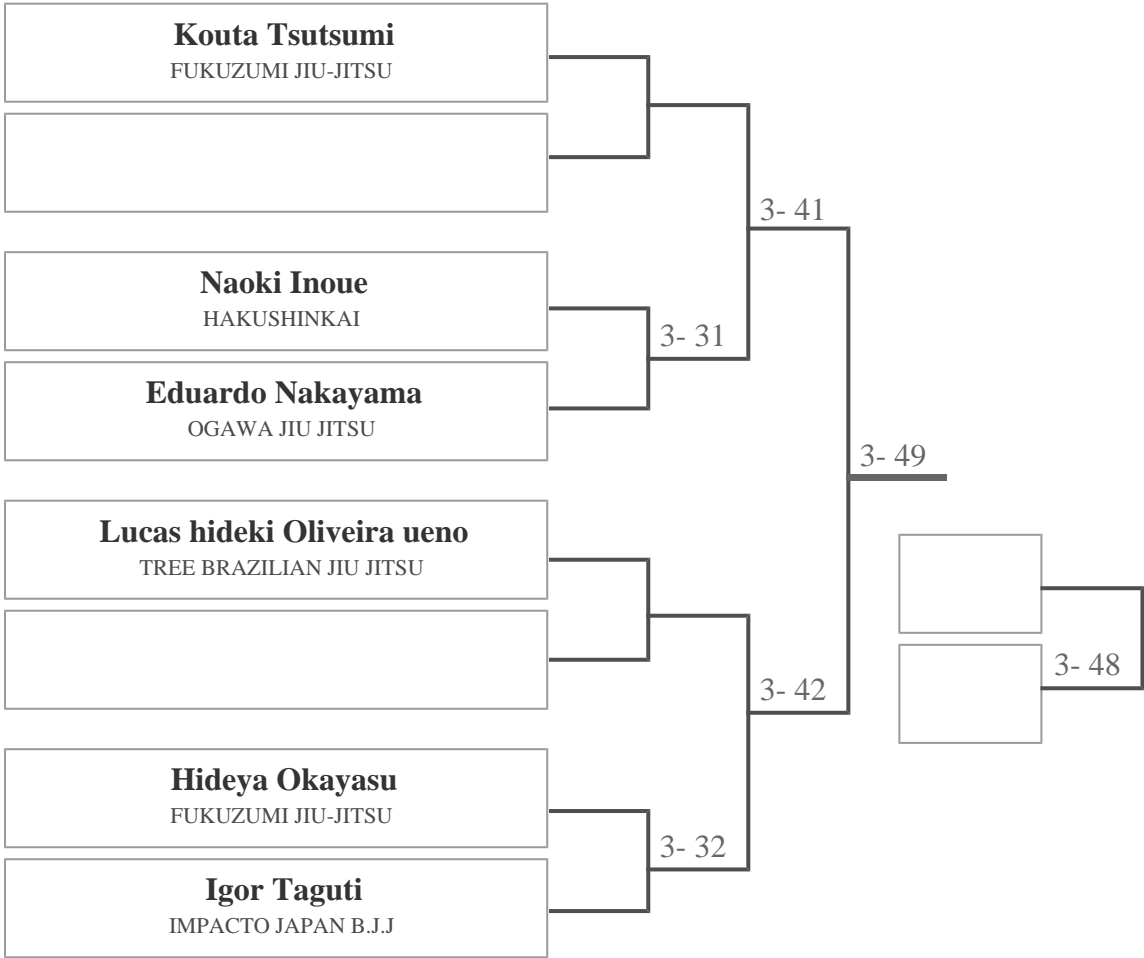 Kouta Tsutsumi
FUKUZUMI JIU-JITSU
3- 41
Naoki Inoue
HAKUSHINKAI
3- 31
Eduardo Nakayama
OGAWA JIU JITSU
3- 49
Lucas hideki Oliveira ueno
TREE BRAZILIAN JIU JITSU
3- 48
3- 42
Hideya Okayasu
FUKUZUMI JIU-JITSU
3- 32
Igor Taguti
IMPACTO JAPAN B.J.J